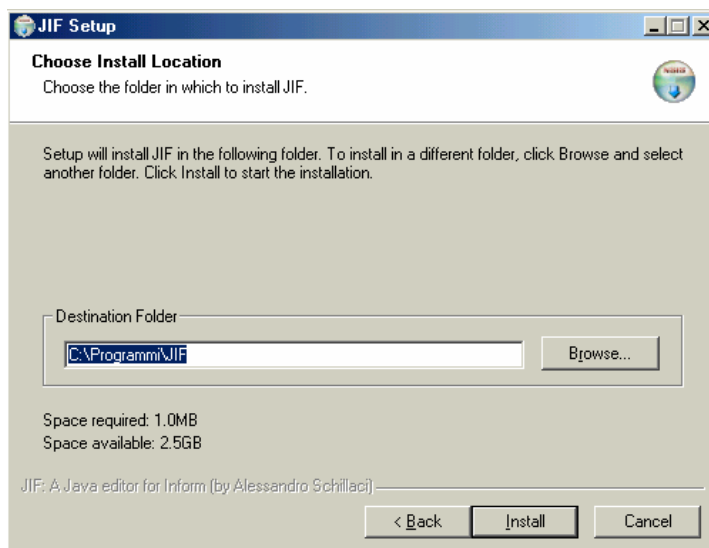 JIF Setup
Choose Install Location
Choose the folder in which to install JIF.
Setup will install JIF in the following folder. To install in a different folder, click Browse and select
another folder. Click Install to start the installation.
Destination Folder
C:\Programmi\JIF
Browse...
Space required: 1.0MB
Space available: 2.5GB
JIF: A Java editor for Inform (by Alessandro Schillaci)
< Back
Install
Cancel